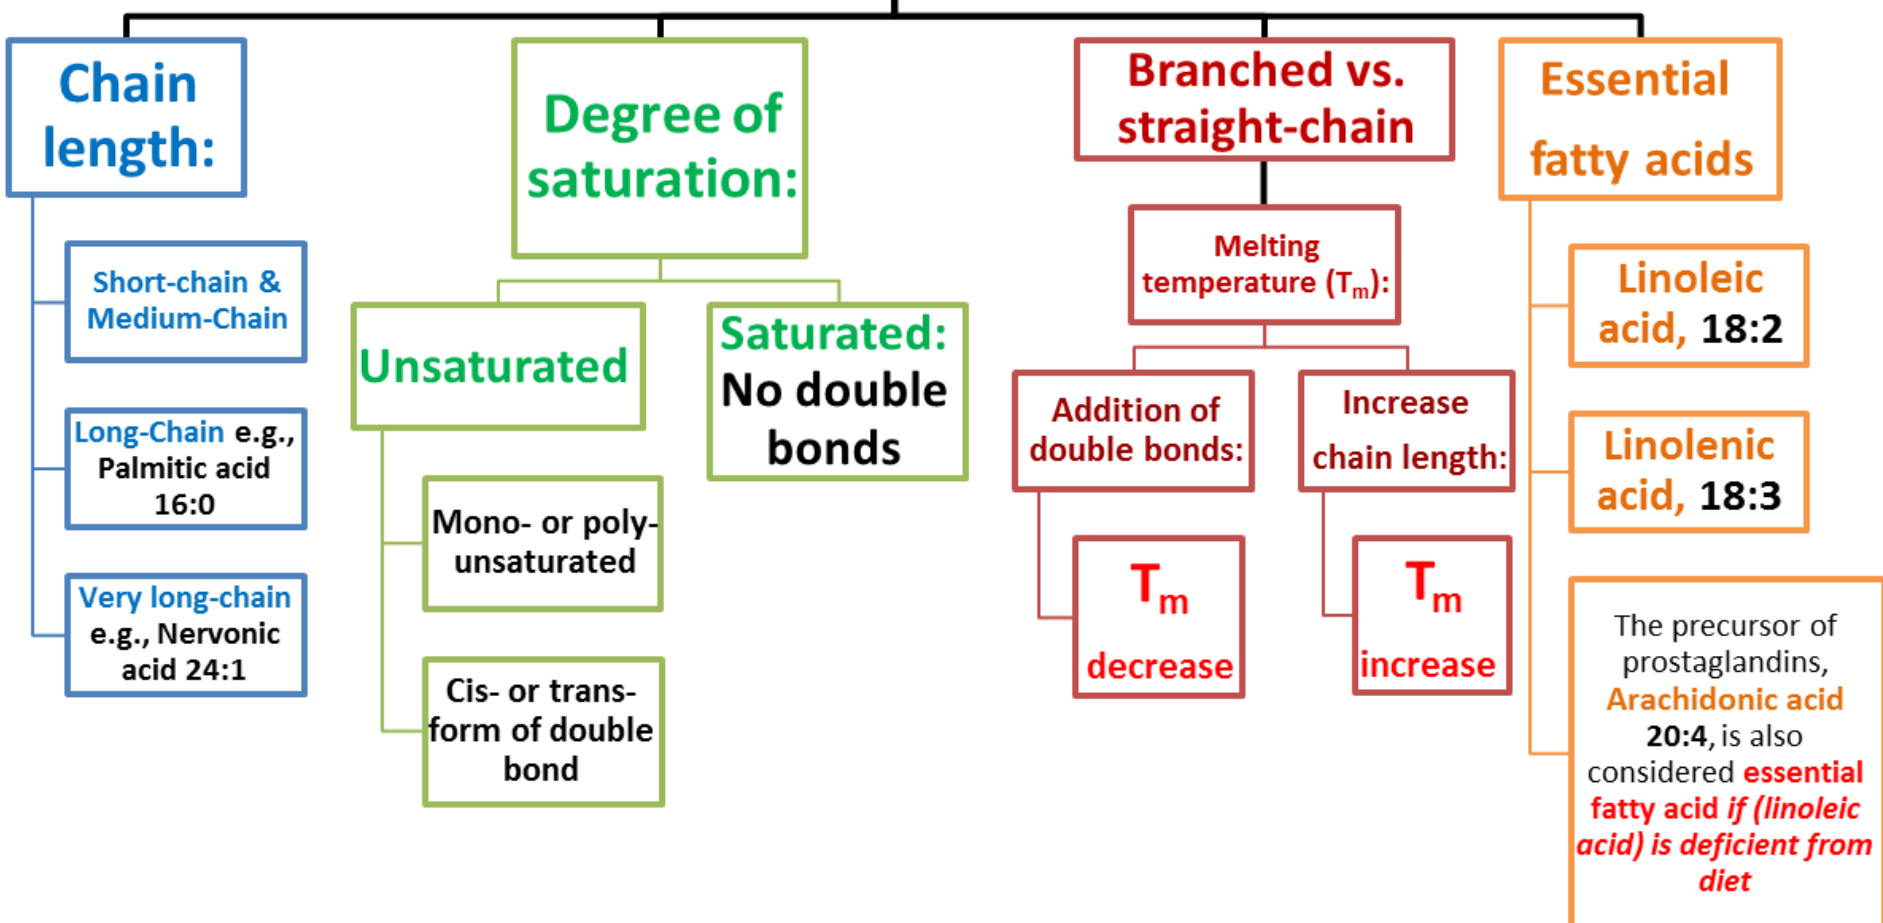 Chain
length:
Short-chain &
Medium-Chain
Long-Chain e.g.,
Palmitic acid
16:0
Very long-chain
e.g., Nervonic
acid 24:1
Degree of
saturation:
Unsaturated
Mono- or poly-
unsaturated
Cis- or trans-
form of double
bond
Saturated:
No double
bonds
Branched vs.
straight-chain
Melting
temperature (Tm):
Addition of
double bonds:
Tm
decrease
Increase
chain length:
Tm
increase
Essential
fatty acids
Linoleic
acid, 18:2
Linolenic
acid, 18:3
The precursor of
prostaglandins,
Arachidonic acid
20:4, is also
considered essential
fatty acid if (linoleic
acid) is deficient from
diet